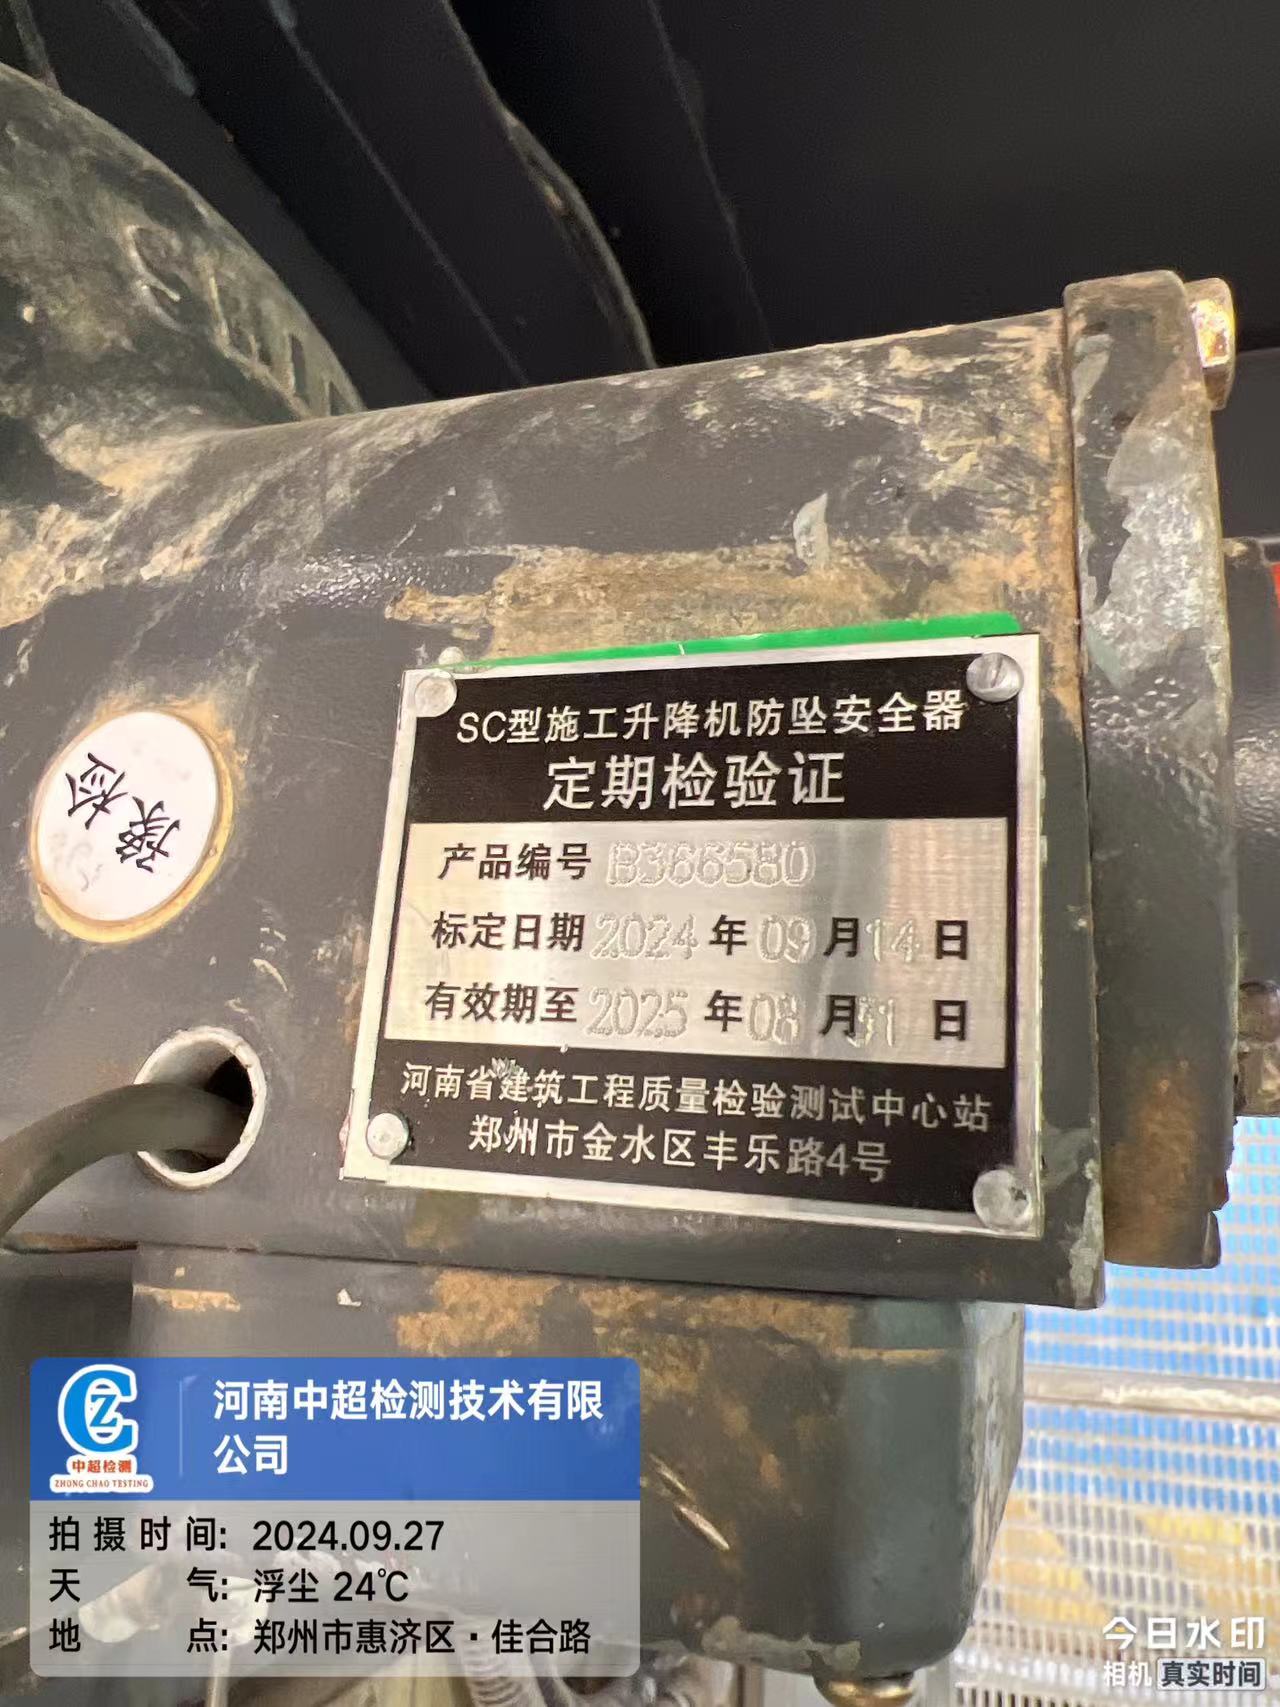 豫检
SC型施工升降机防坠安全器
定期检验证
产品编号 B366580
标定日期 2024 年 09 月 14 日
有效期至 2025 年 08 月 31 日
河南省建筑工程质量检验测试中心站
郑州市金水区丰乐路4号
中超检测
ZHONG CHAO TESTING
河南中超检测技术有限
公司
拍摄时间: 2024.09.27
天气: 浮尘 24℃
地点: 郑州市惠济区·佳合路
今日水印
相机 真实时间